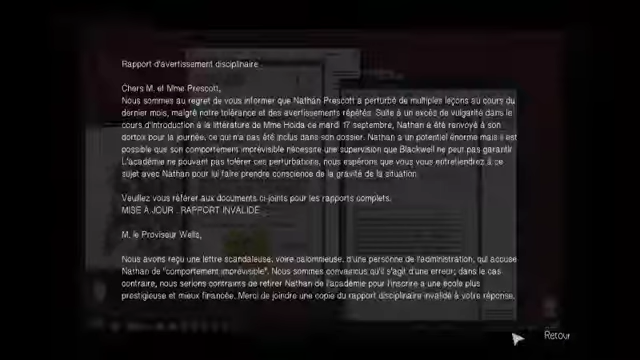 Rapport d'avertissement disciplinaire
Chers M. et Mme Prescott,
Nous sommes au regret de vous informer que Nathan Prescott a perturbé de multiples leçons au cours du
dernier mois, malgré notre tolérance et des avertissements répétés. Suite à un excès de vulgarité dans le
cours d'introduction à la littérature de Mme Hoida ce mardi 17 septembre, Nathan a été renvoyé à son
dortoir pour la journée, ce qui n'a pas été inclus dans son dossier. Nathan a un potentiel énorme mais il est
possible que son comportement imprévisible nécessite une supervision que Blackwell ne peut pas garantir.
L'académie ne pouvant pas tolérer ces perturbations, nous espérons que vous vous entretiendrez à ce
sujet avec Nathan pour lui faire prendre conscience de la gravité de la situation.
Veuillez vous référer aux documents ci-joints pour les rapports complets.
MISE À JOUR : RAPPORT INVALIDE
M. le Proviseur Wells,
Nous avons reçu une lettre scandaleuse, voire calomnieuse, d'une personne de l'administration, qui accuse
Nathan de "comportement imprévisible". Nous sommes convaincus qu'il s'agit d'une erreur; dans le cas
contraire, nous serions contraints de retirer Nathan de l'académie pour l'inscrire à une école plus
prestigieuse et mieux financée. Merci de joindre une copie du rapport disciplinaire invalidé à votre réponse.
Retour